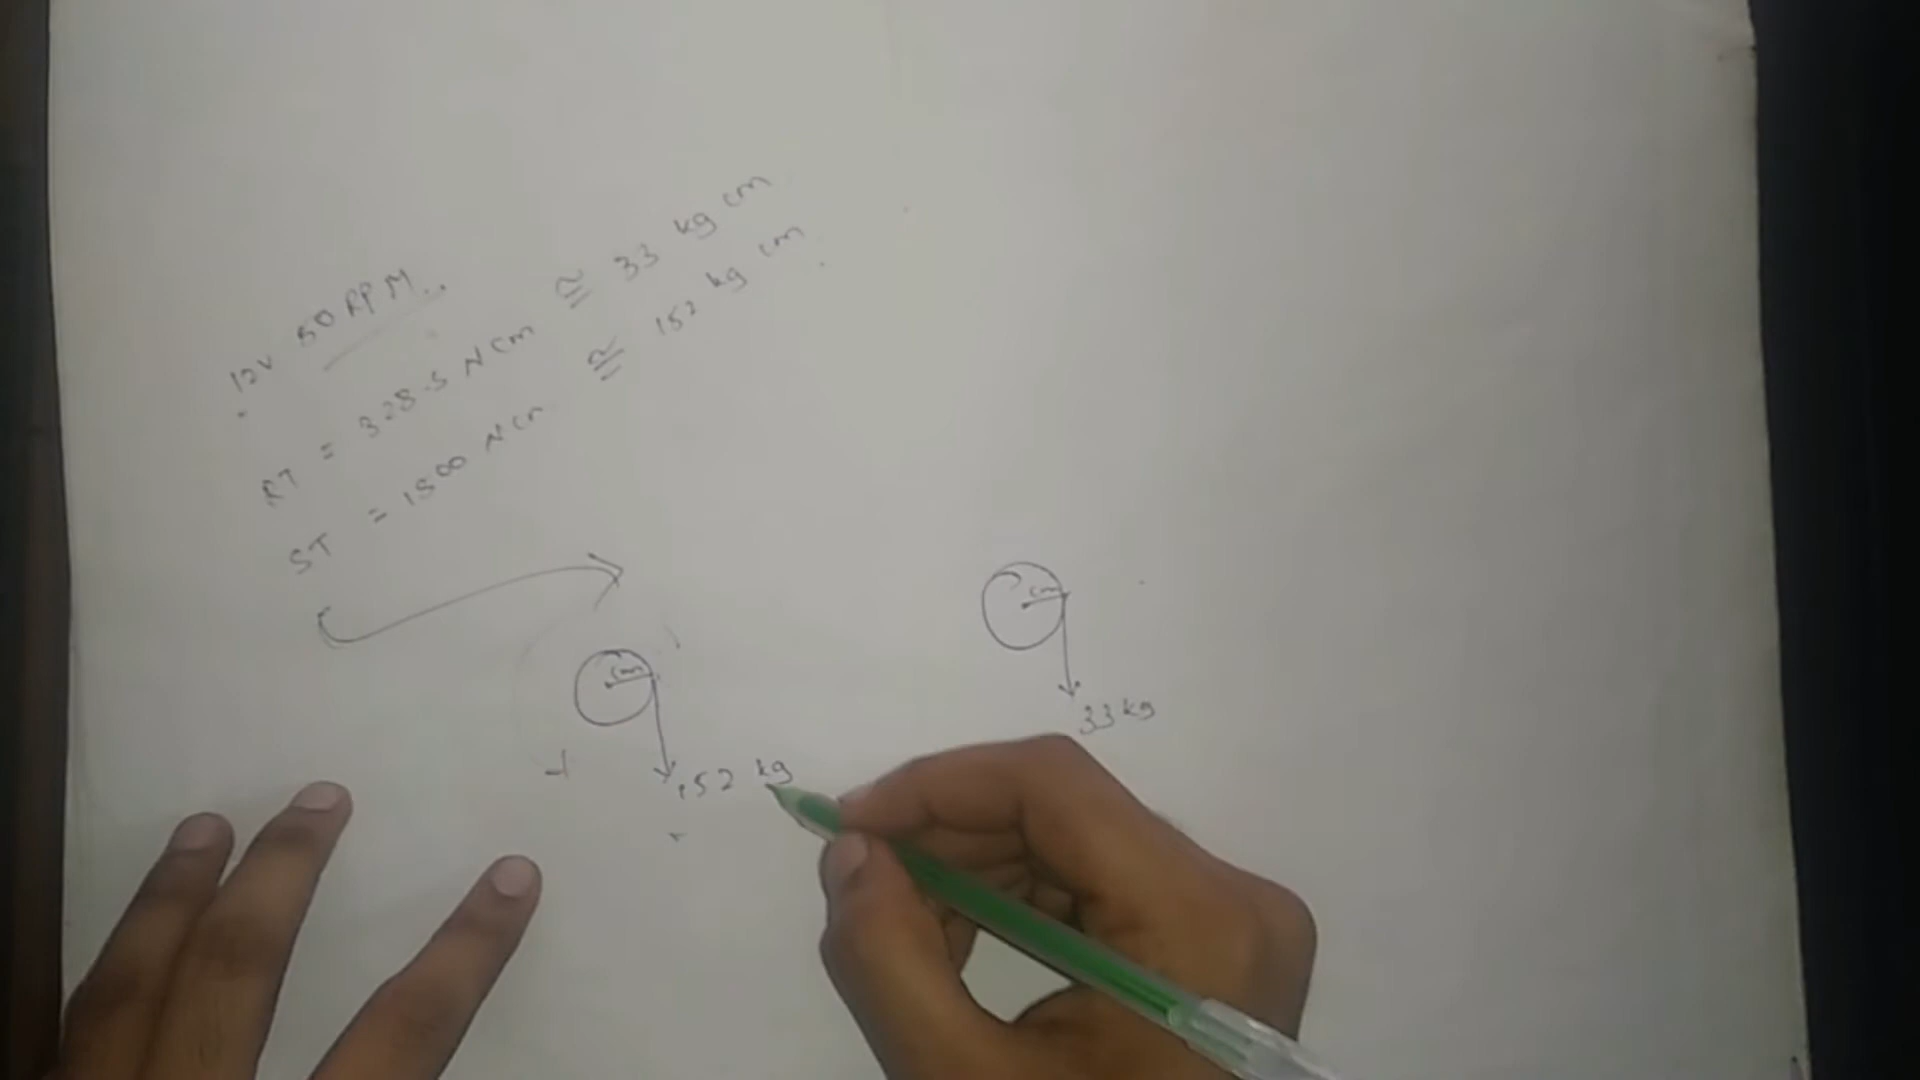 12V 50 RPM
RT = 328.5 N cm ≅ 33 kg cm
ST = 1500 N cm ≅ 152 kg cm
cm
33 kg
cm
152 kg